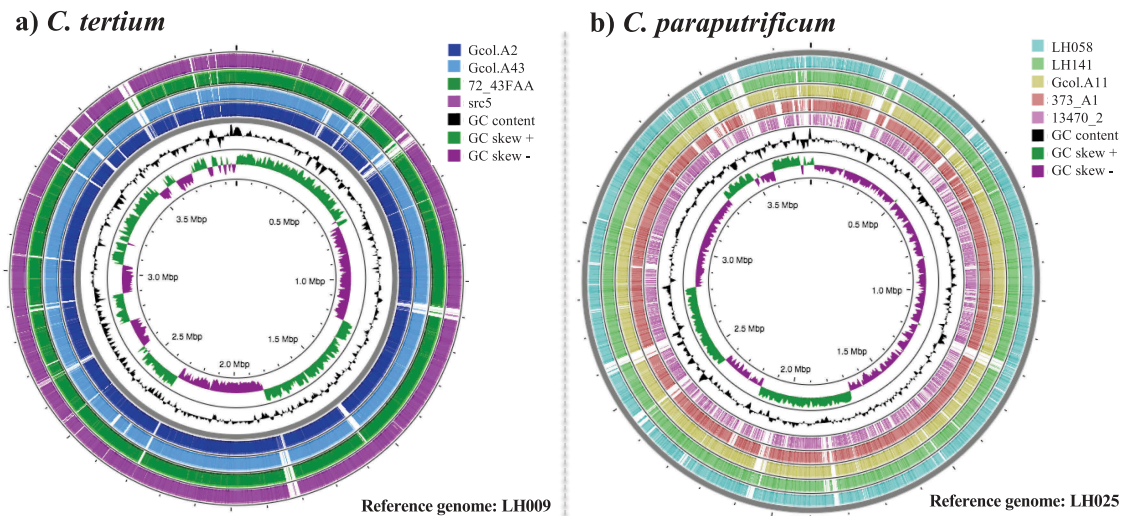 a) C. tertium
Gcol.A2
Gcol.A43
72_43FAA
src5
GC content
GC skew +
GC skew -
3.5 Mbp
0.5 Mbp
3.0 Mbp
1.0 Mbp
2.5 Mbp
1.5 Mbp
2.0 Mbp
Reference genome: LH009
b) C. paraputrificum
LH058
LH141
Gcol.A11
373_A1
13470_2
GC content
GC skew +
GC skew -
3.5 Mbp
0.5 Mbp
3.0 Mbp
1.0 Mbp
2.5 Mbp
1.5 Mbp
2.0 Mbp
Reference genome: LH025